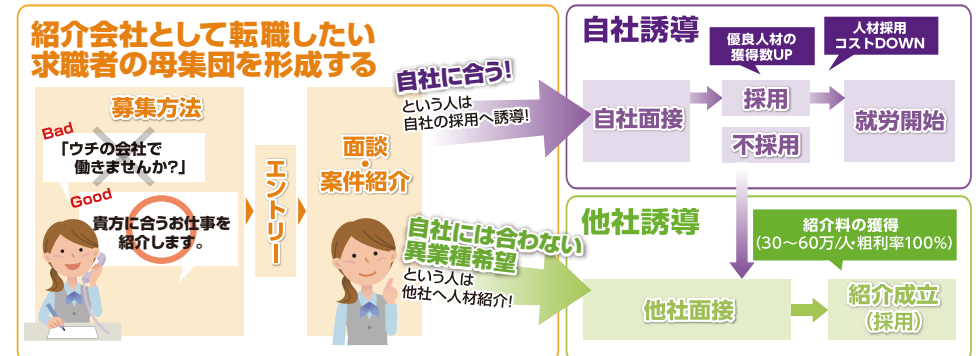 紹介会社として転職したい
求職者の母集団を形成する
募集方法
Bad
「ウチの会社で
働きませんか?」
Good
貴方に合うお仕事を
紹介します。
エントリー
面談
・
案件紹介
自社に合う!
という人は
自社の採用へ誘導!
自社には合わない
異業種希望
という人は
他社へ人材紹介!
自社誘導
優良人材の
獲得数UP
人材採用
コストDOWN
自社面接
採用
不採用
就労開始
他社誘導
紹介料の獲得
(30〜60万/人・粗利率100%)
他社面接
紹介成立
(採用)